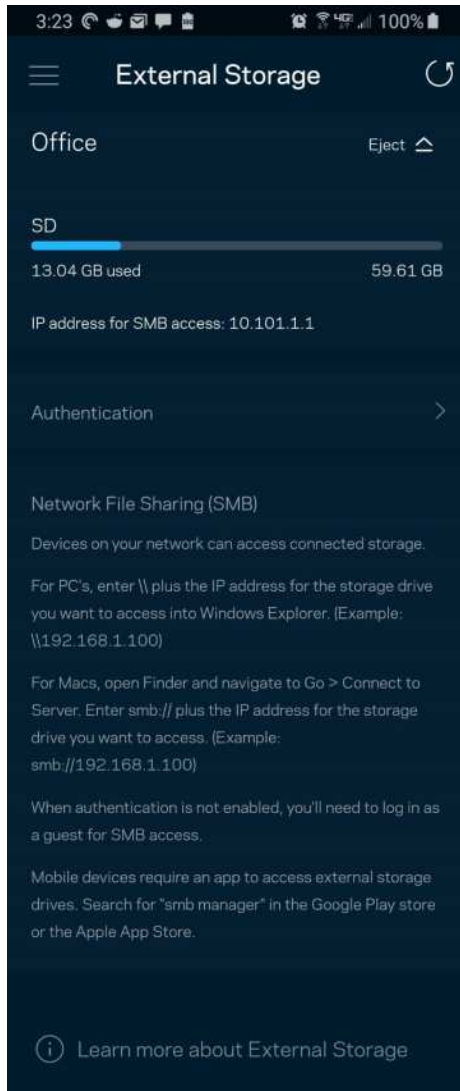 3:23 100%
External Storage
Office
Eject
SD
13.04 GB used 59.61 GB
IP address for SMB access: 10.101.1.1
Authentication
Network File Sharing (SMB)
Devices on your network can access connected storage.
For PC's, enter \\ plus the IP address for the storage drive
you want to access into Windows Explorer. (Example:
\\192.168.1.100)
For Macs, open Finder and navigate to Go > Connect to
Server. Enter smb:// plus the IP address for the storage
drive you want to access. (Example:
smb://192.168.1.100)
When authentication is not enabled, you'll need to log in as
a guest for SMB access.
Mobile devices require an app to access external storage
drives. Search for "smb manager" in the Google Play store
or the Apple App Store.
Learn more about External Storage